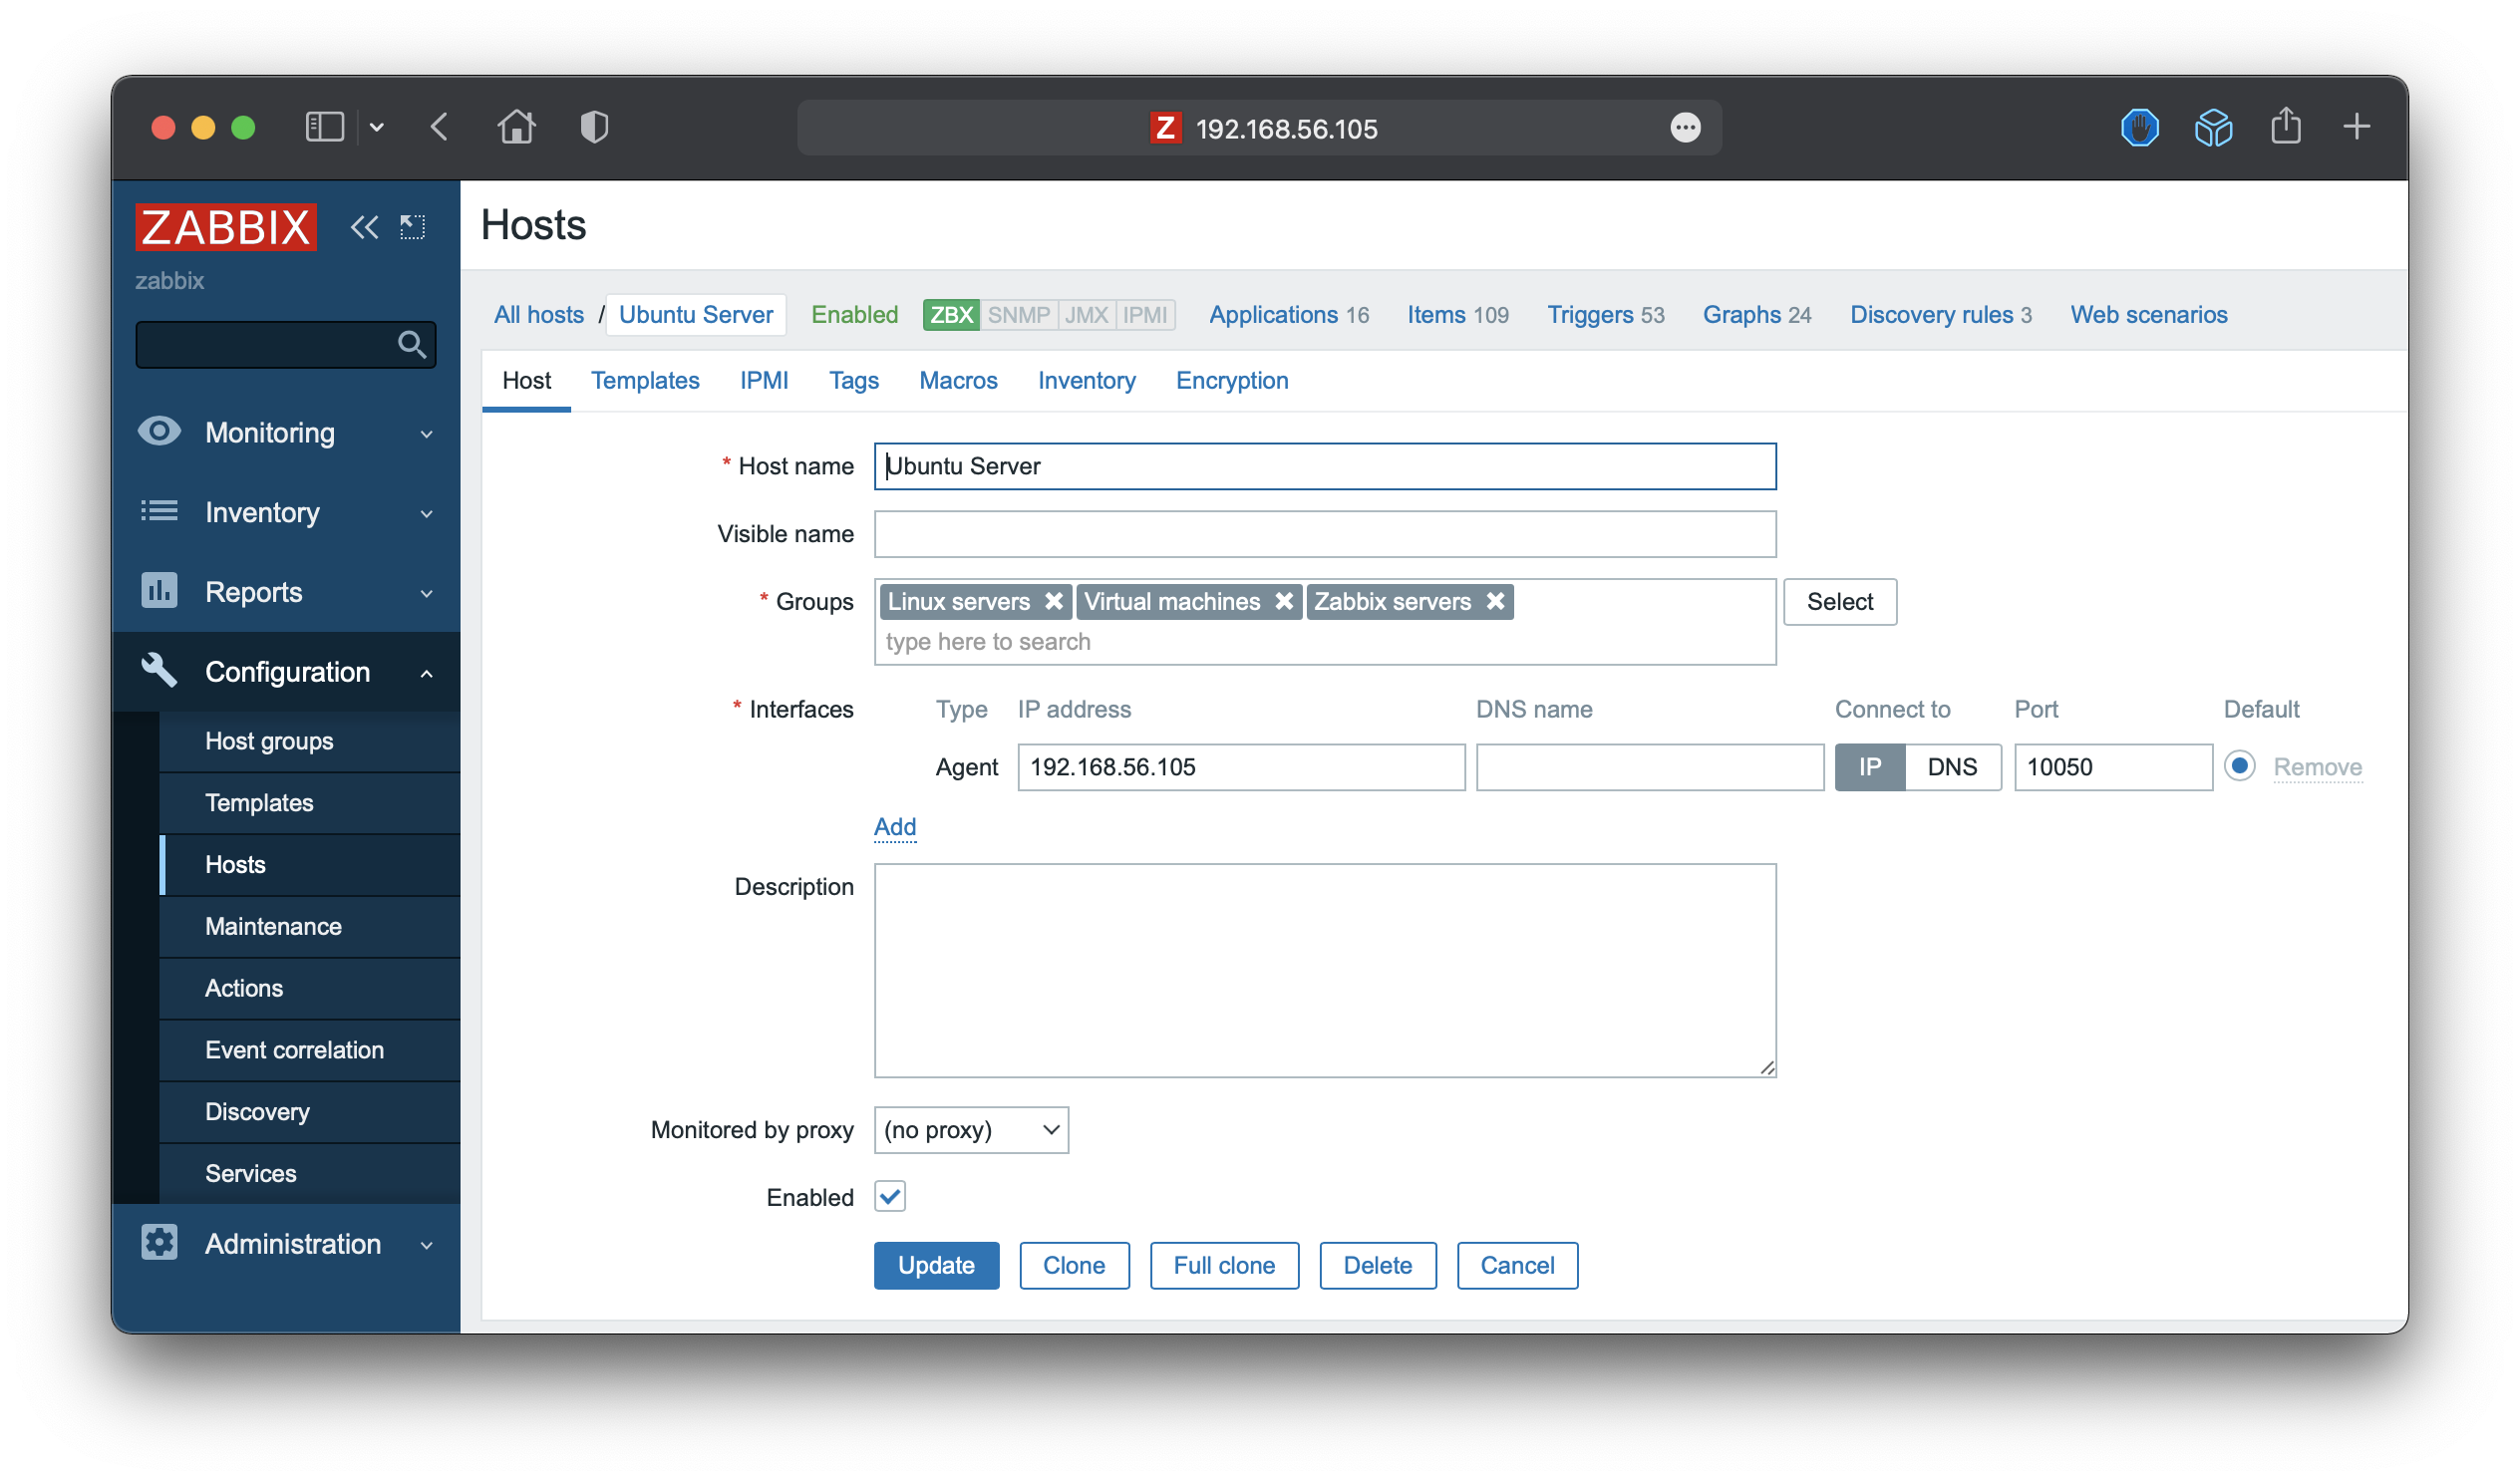 Z 192.168.56.105
ZABBIX
zabbix
Monitoring
Inventory
Reports
Configuration
Host groups
Templates
Hosts
Maintenance
Actions
Event correlation
Discovery
Services
Administration
Hosts
All hosts / Ubuntu Server Enabled ZBX SNMP JMX IPMI Applications 16 Items 109 Triggers 53 Graphs 24 Discovery rules 3 Web scenarios
Host Templates IPMI Tags Macros Inventory Encryption
* Host name Ubuntu Server
Visible name
* Groups Linux servers Virtual machines Zabbix servers Select
type here to search
* Interfaces Type IP address DNS name Connect to Port Default
Agent 192.168.56.105 IP DNS 10050 Remove
Add
Description
Monitored by proxy (no proxy)
Enabled
Update Clone Full clone Delete Cancel